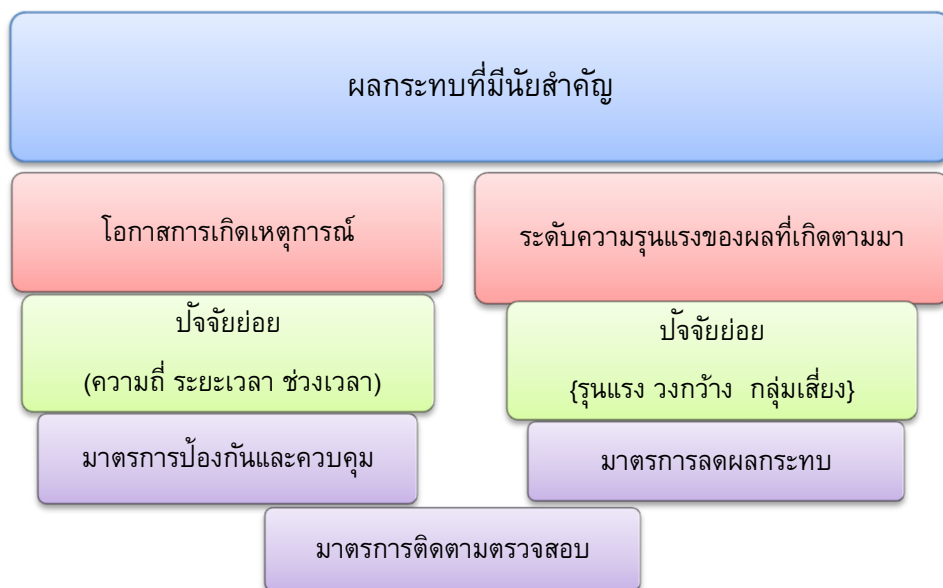 ผลกระทบที่มีนัยสำคัญ
โอกาสการเกิดเหตุการณ์
ระดับความรุนแรงของผลที่เกิดตามมา
ปัจจัยย่อย
(ความถี่ ระยะเวลา ช่วงเวลา)
ปัจจัยย่อย
{รุนแรง วงกว้าง กลุ่มเสี่ยง}
มาตรการป้องกันและควบคุม
มาตรการลดผลกระทบ
มาตรการติดตามตรวจสอบ